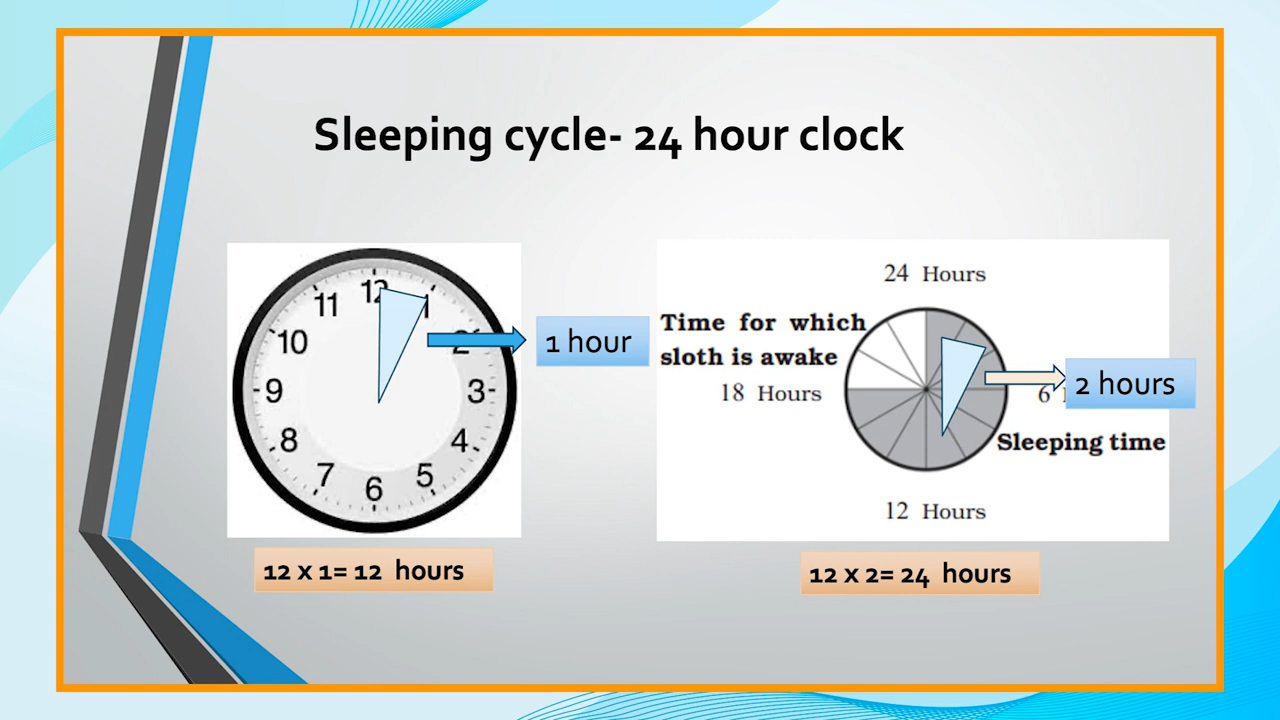 Sleeping cycle- 24 hour clock
12
1
11
2
10
3
9
4
8
5
7
6
1 hour
12 x 1= 12 hours
24 Hours
Time for which
sloth is awake
18 Hours
6
2 hours
Sleeping time
12 Hours
12 x 2= 24 hours